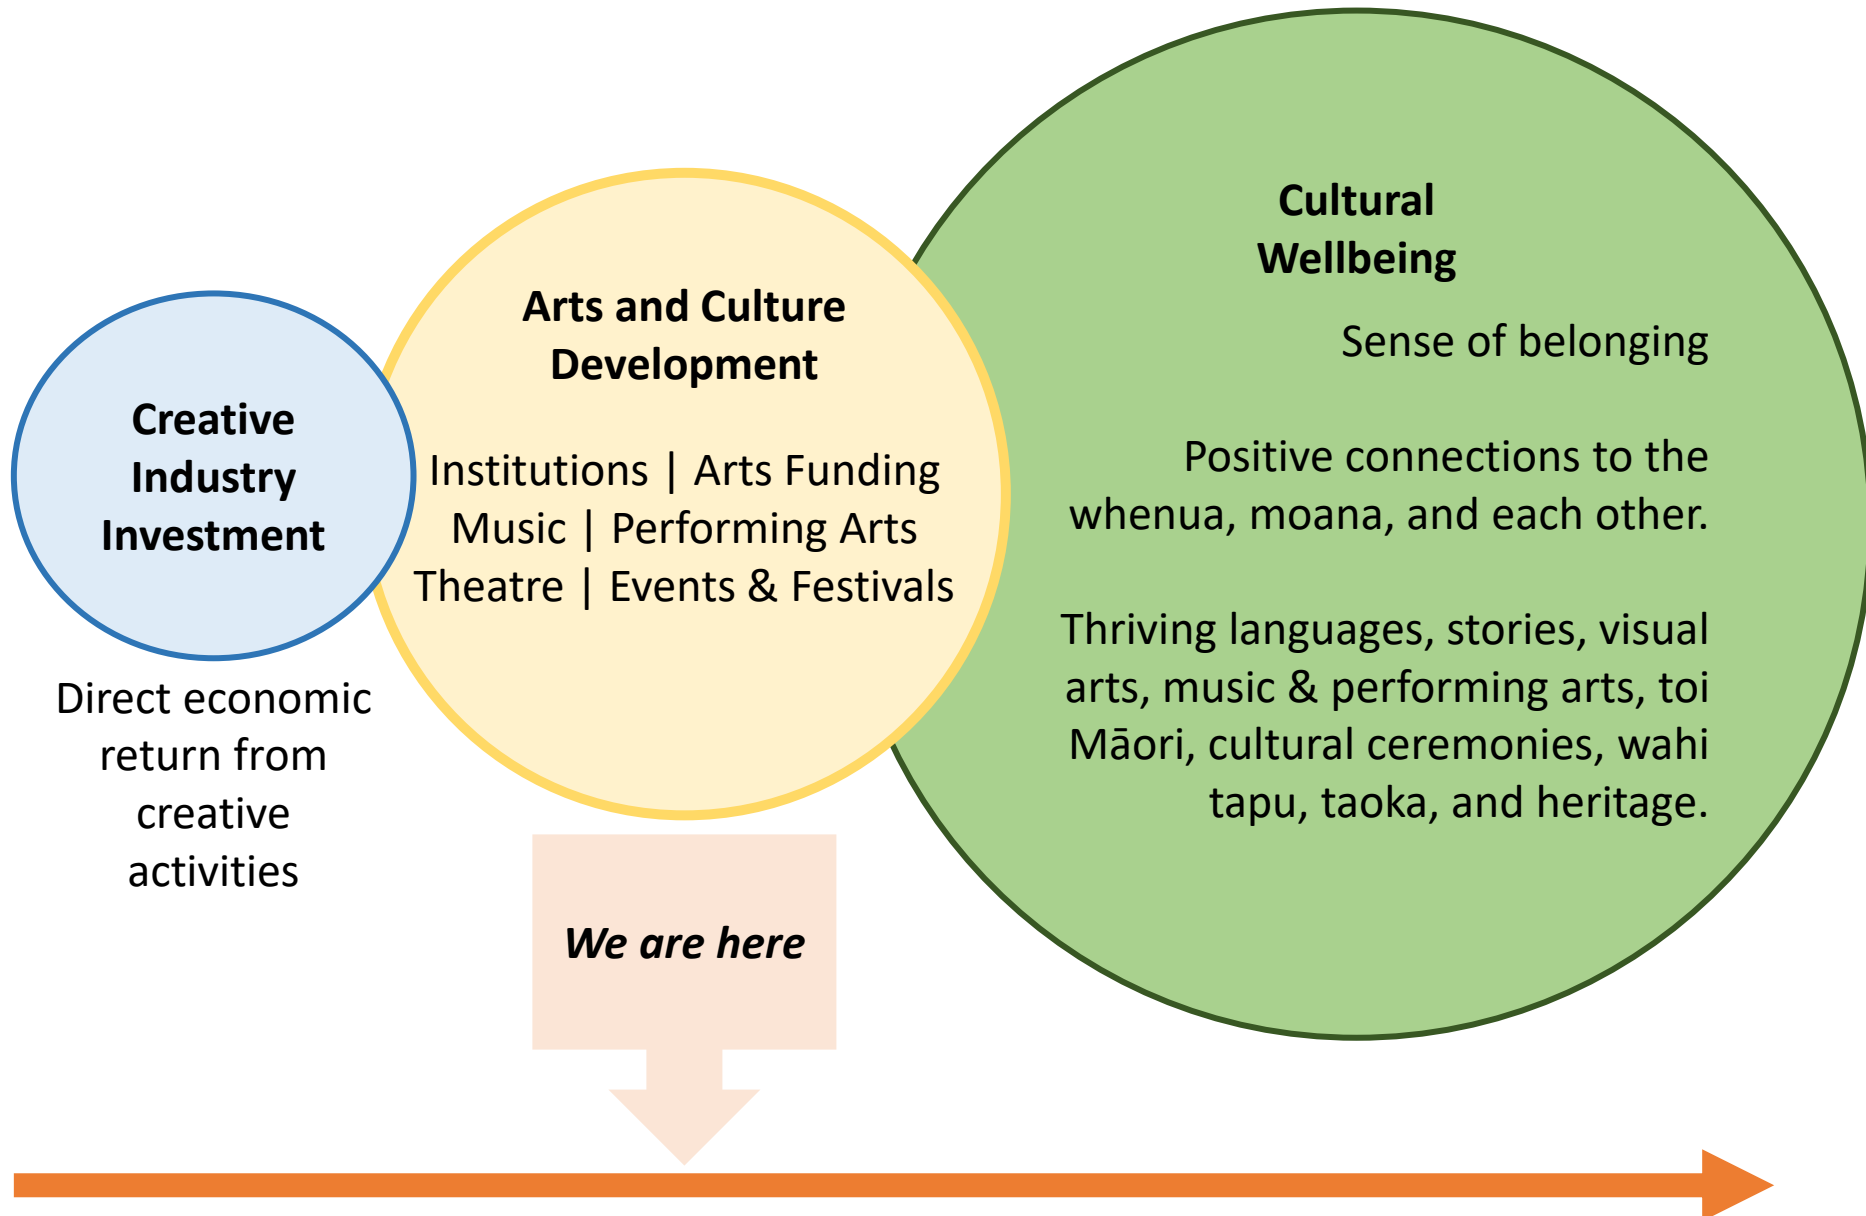 Creative
Industry
Investment
Direct economic
return from
creative
activities
Arts and Culture
Development
Institutions | Arts Funding
Music | Performing Arts
Theatre | Events & Festivals
We are here
Cultural
Wellbeing
Sense of belonging
Positive connections to the
whenua, moana, and each other.
Thriving languages, stories, visual
arts, music & performing arts, toi
Māori, cultural ceremonies, wahi
tapu, taoka, and heritage.